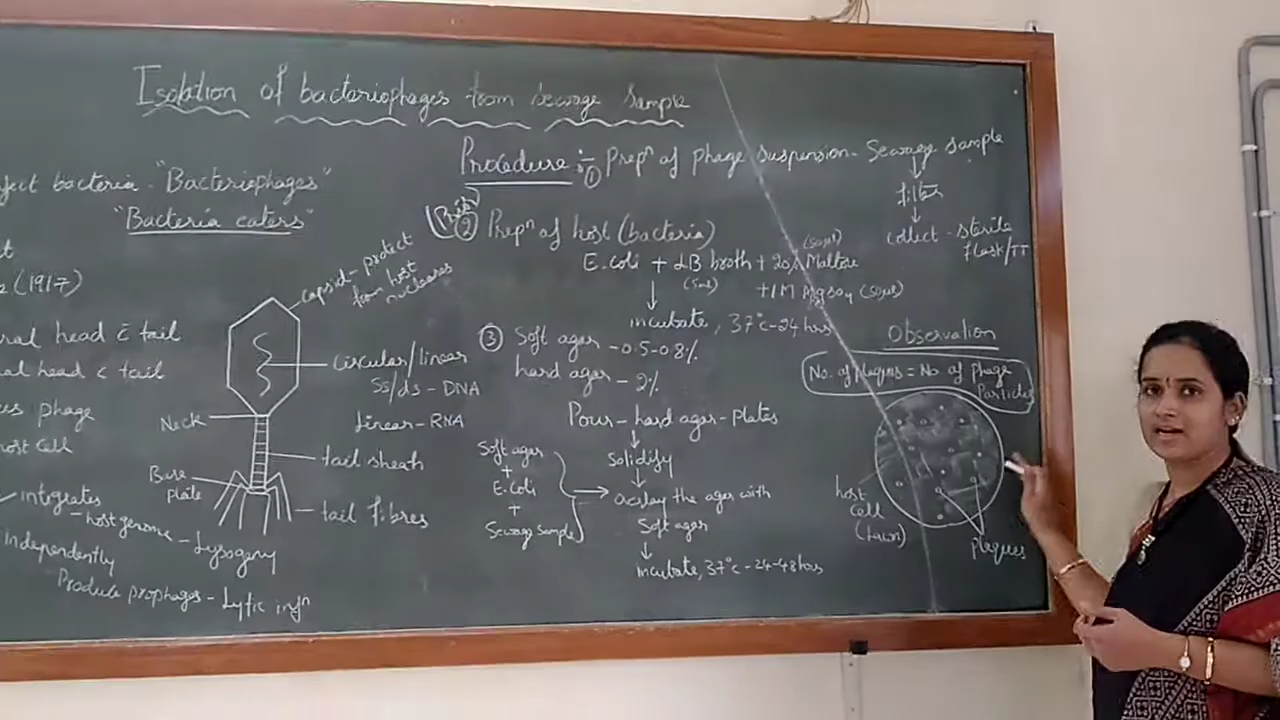 Isolation of bacteriophages from sewage sample
fect bacteria - "Bacteriophages"
"Bacteria eaters"
(1917)
ral head c̄ tail
al head c tail
us phage
host cell
integrates
- host genome - Lysogeny
independently
Produce prophages - Lytic infⁿ
capsid - protect
from host
nucleases
circular/linear
ss/ds - DNA
Linear - RNA
Neck
tail sheath
Base
plate
tail fibres
Procedure :- ① Prepⁿ of phage suspension - Sewage sample
↓
filter
↓
collect - sterile
flask/TT
② Prepⁿ of host (bacteria)
E.coli + LB broth + 20% Maltose
(5ml)
(50µl)
+ 1M MgSO4 (50µl)
↓
incubate, 37°c - 24 hrs
③ Soft agar - 0.5-0.8%
hard agar - 2%
Pour - hard agar - plates
↓
Solidify
↓
overlay the agar with
Soft agar
↓
incubate, 37°c - 24-48 hrs
Soft agar
+
E.Coli
+
Sewage sample
Observation
No. of plaques = No of phage
Particles
host
cell
(Lawn)
plaques